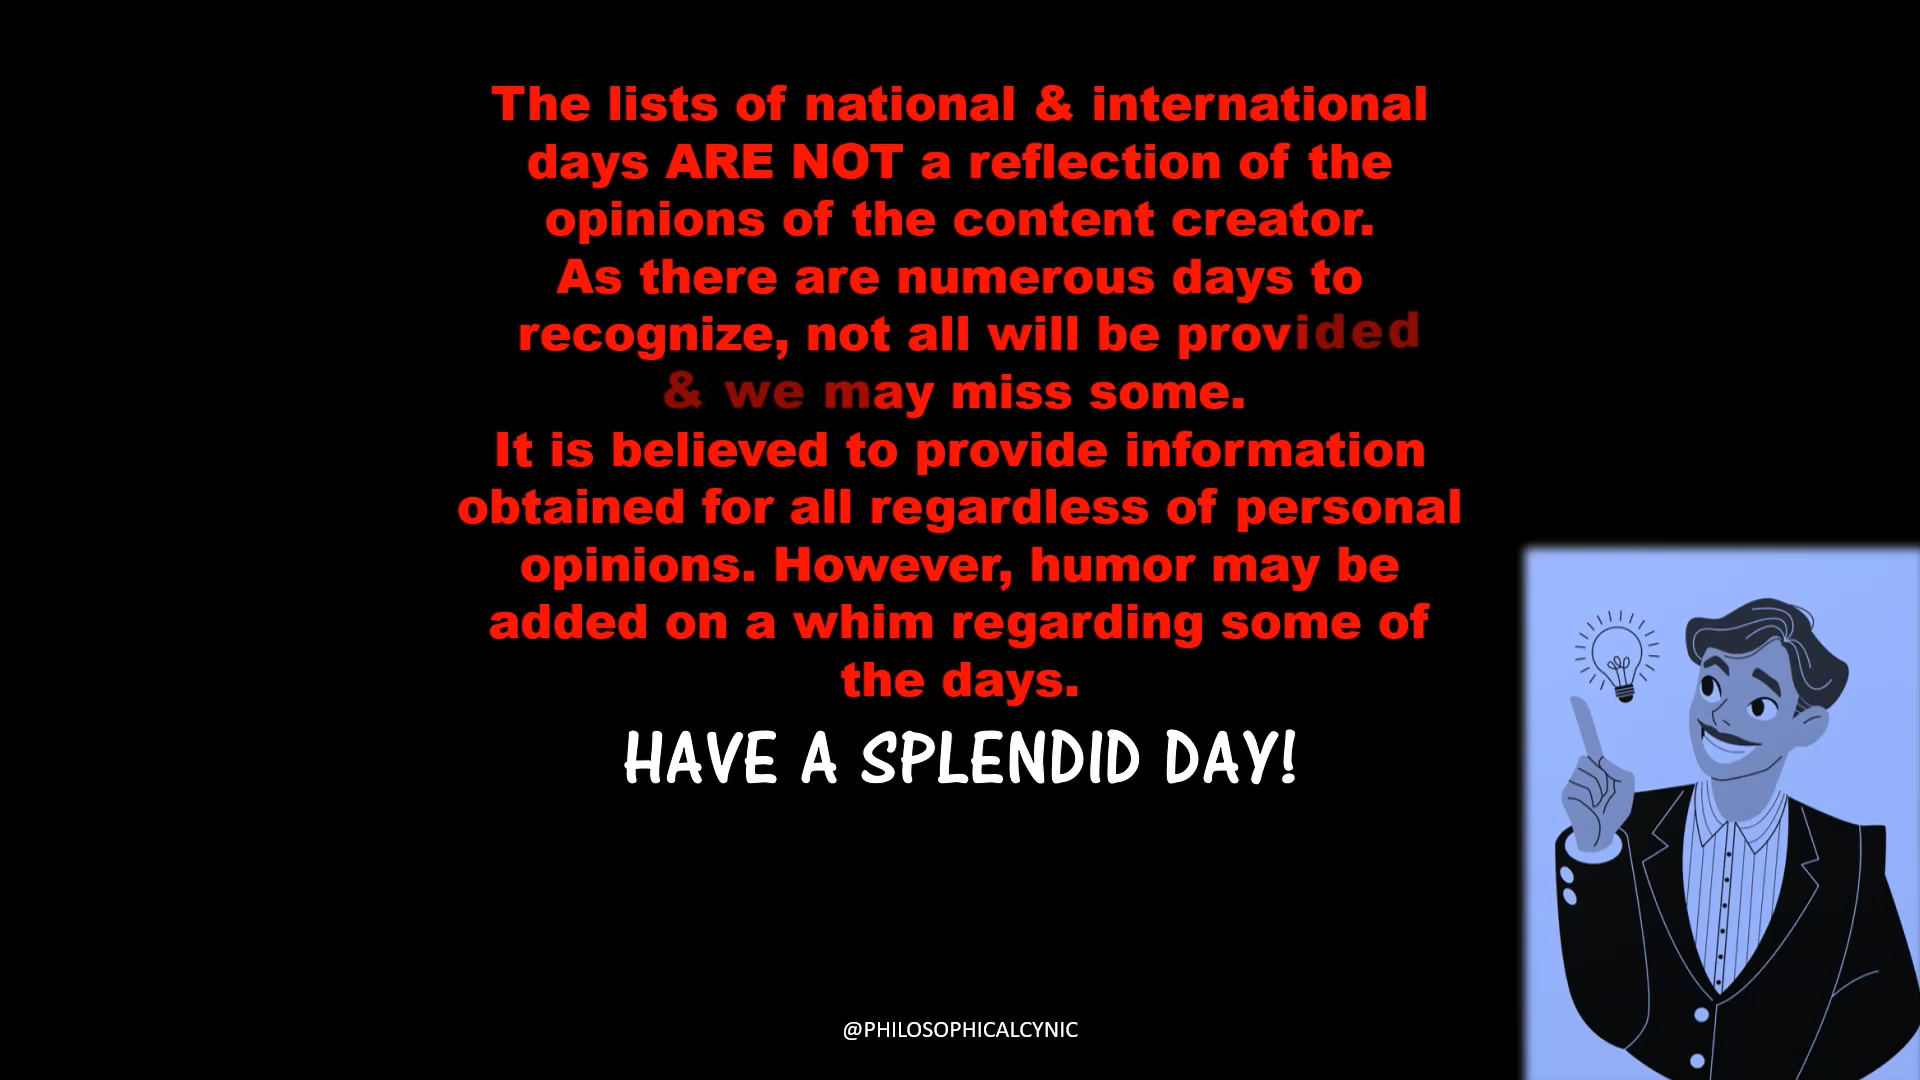 The lists of national & international
days ARE NOT a reflection of the
opinions of the content creator.
As there are numerous days to
recognize, not all will be provided
& we may miss some.
It is believed to provide information
obtained for all regardless of personal
opinions. However, humor may be
added on a whim regarding some of
the days.
HAVE A SPLENDID DAY!
@PHILOSOPHICALCYNIC